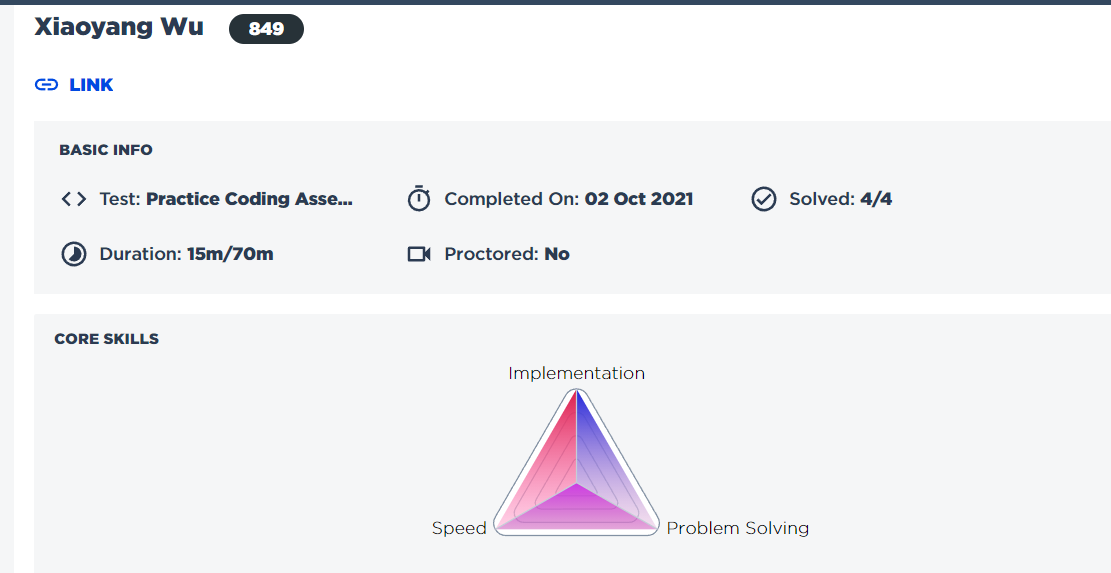 Xiaoyang Wu 849
LINK
BASIC INFO
Test: Practice Coding Asse... Completed On: 02 Oct 2021 Solved: 4/4
Duration: 15m/70m Proctored: No
CORE SKILLS
Implementation
Speed Problem Solving